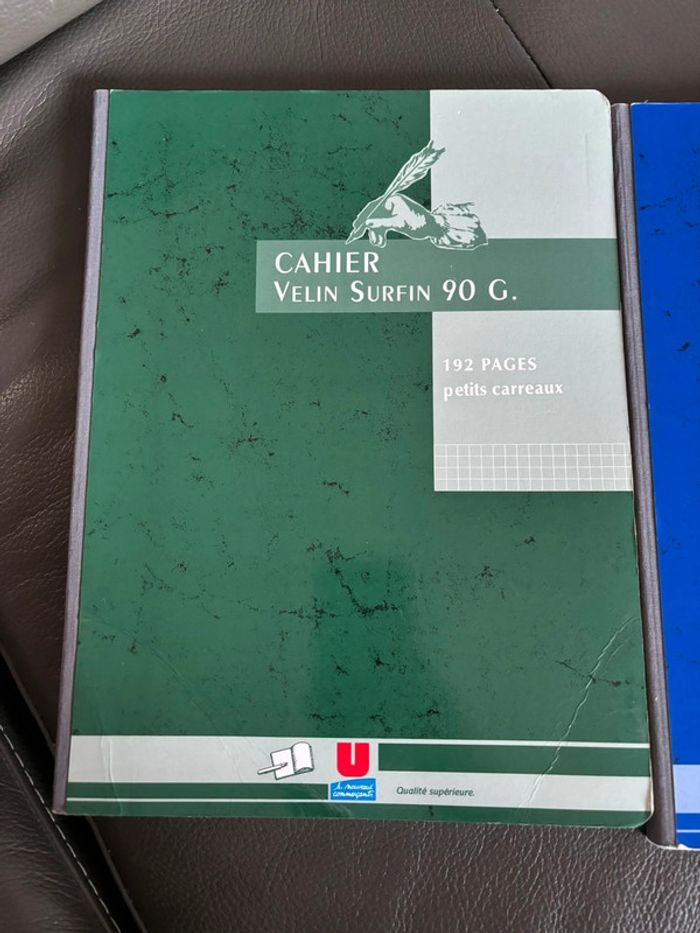 CAHIER
VELIN SURFIN 90 G.
192 PAGES
petits carreaux
U
les nouveaux
commerçants
Qualité supérieure.